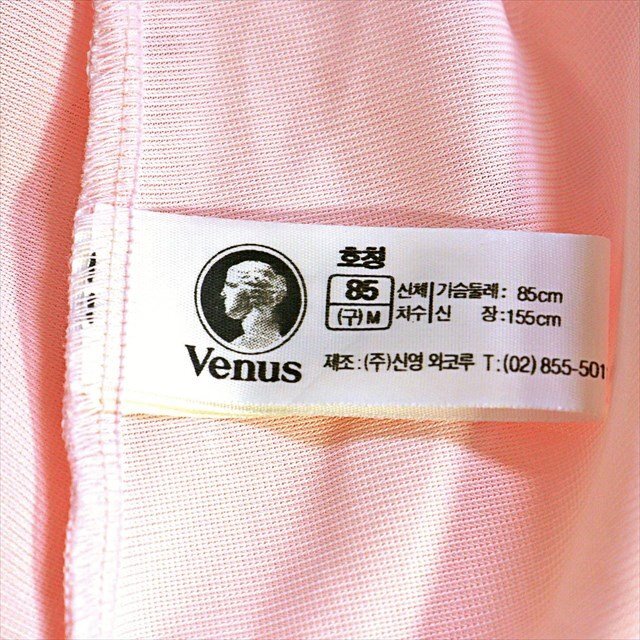 호칭
85
(구) M
신체 가슴둘레 : 85cm
차수 신 장 : 155cm
Venus
제조 : (주)신영 와코루 T : (02) 855-501